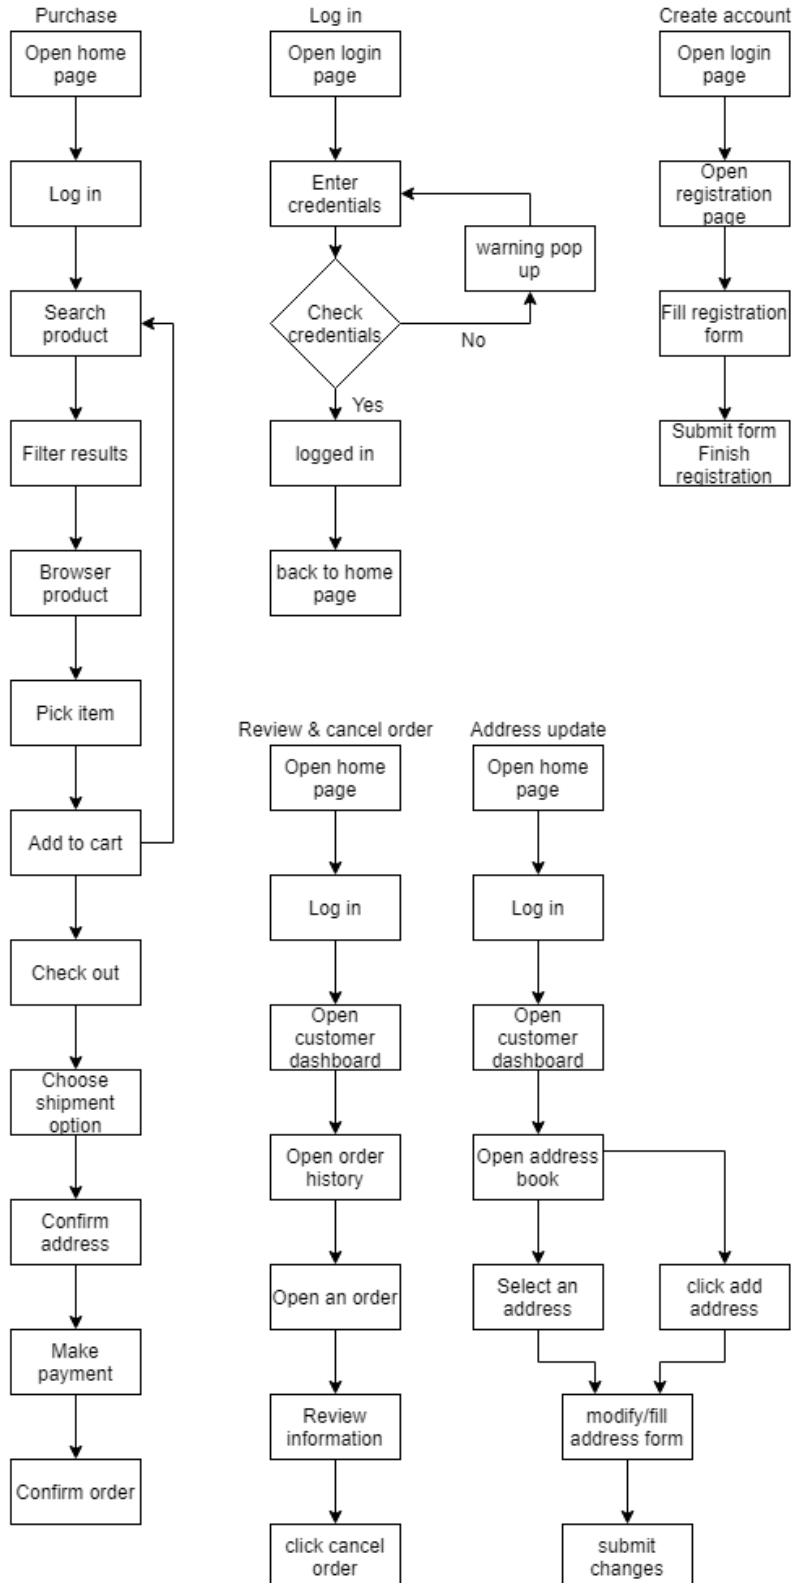 Purchase
Open home
page
Log in
Search
product
Filter results
Browser
product
Pick item
Add to cart
Check out
Choose
shipment
option
Confirm
address
Make
payment
Confirm order
Log in
Open login
page
Enter
credentials
warning pop
up
Check
credentials
No
Yes
logged in
back to home
page
Create account
Open login
page
Open
registration
page
Fill registration
form
Submit form
Finish
registration
Review & cancel order
Open home
page
Log in
Open
customer
dashboard
Open order
history
Open an order
Review
information
click cancel
order
Address update
Open home
page
Log in
Open
customer
dashboard
Open address
book
Select an
address
click add
address
modify/fill
address form
submit
changes